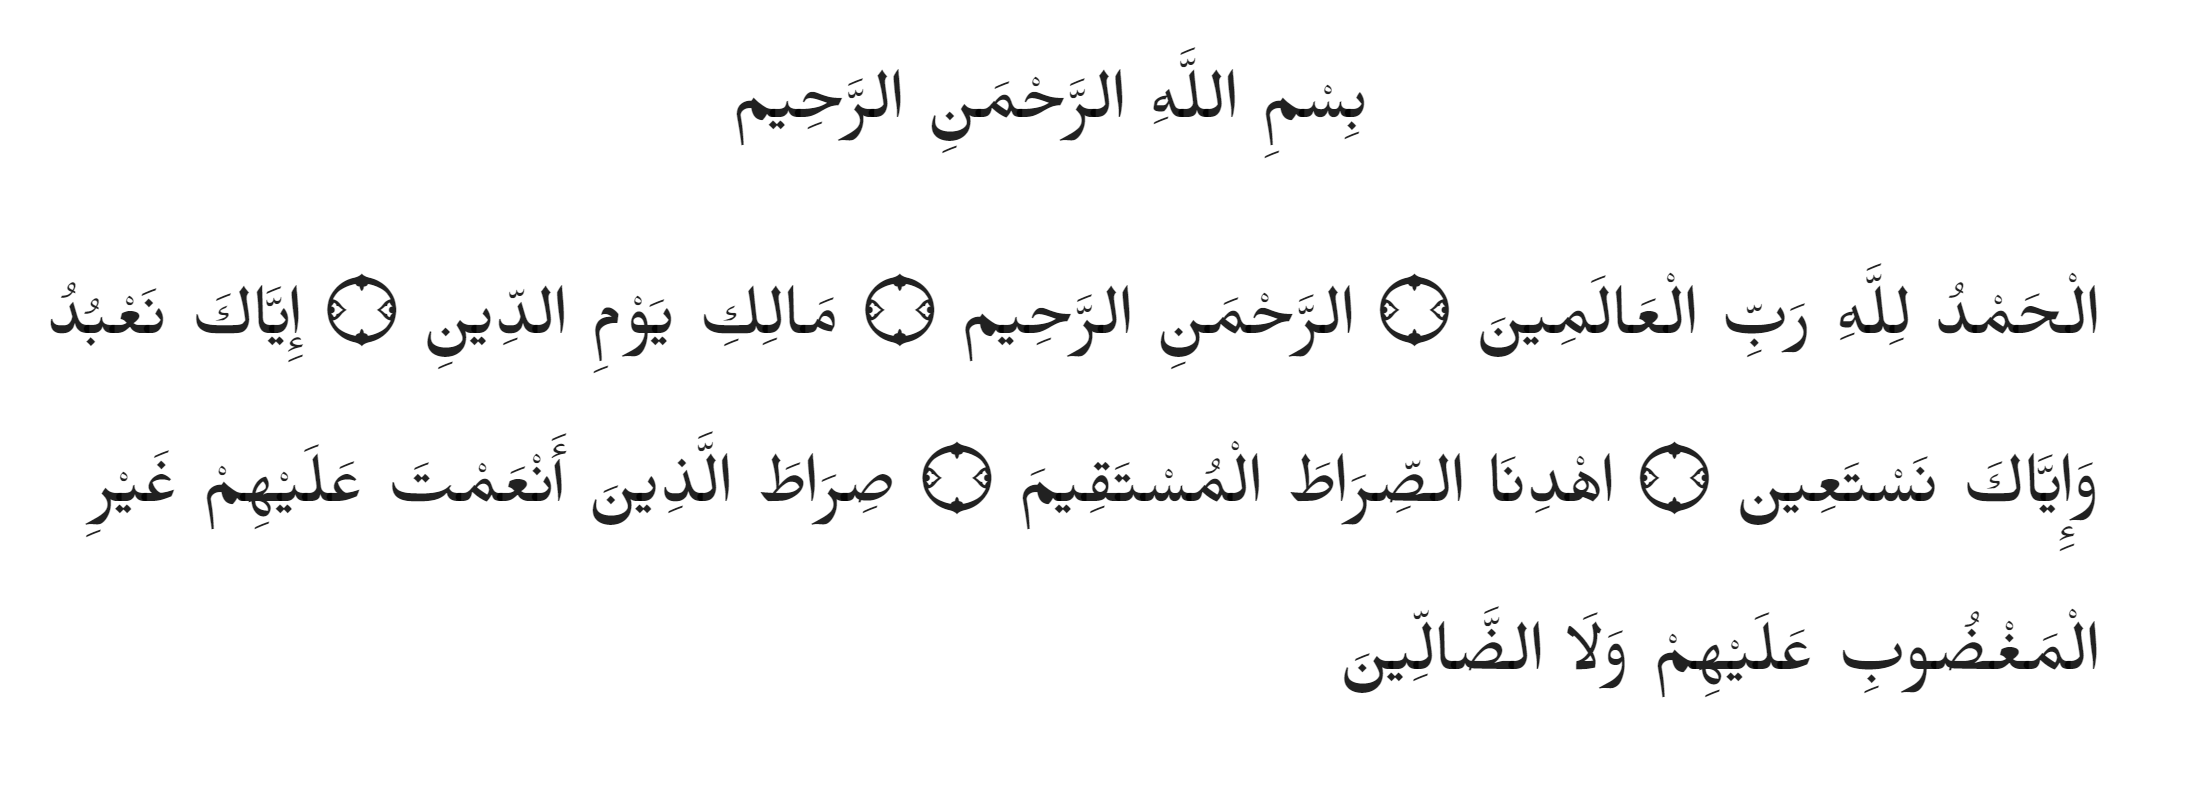 بِسْمِ اللَّهِ الرَّحْمَنِ الرَّحِيم
الْحَمْدُ لِلَّهِ رَبِّ الْعَالَمِينَ ۝ الرَّحْمَنِ الرَّحِيم ۝ مَالِكِ يَوْمِ الدِّينِ ۝ إِيَّاكَ نَعْبُدُ
وَإِيَّاكَ نَسْتَعِين ۝ اهْدِنَا الصِّرَاطَ الْمُسْتَقِيمَ ۝ صِرَاطَ الَّذِينَ أَنْعَمْتَ عَلَيْهِمْ غَيْرِ
الْمَغْضُوبِ عَلَيْهِمْ وَلَا الضَّالِّينَ